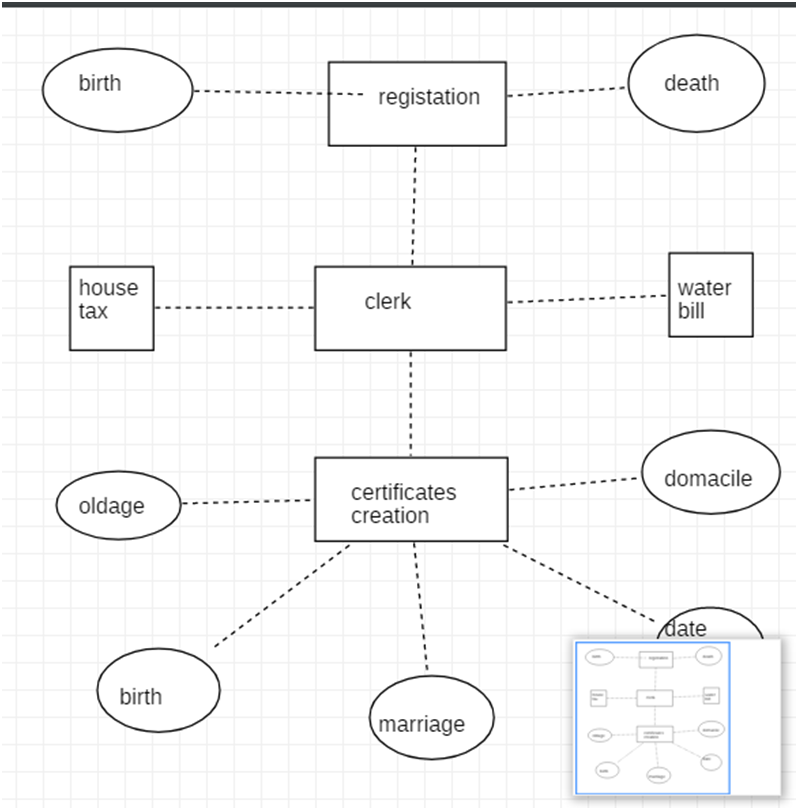 birth
registation
death
house
tax
clerk
water
bill
oldage
certificates
creation
domacile
birth
marriage
date